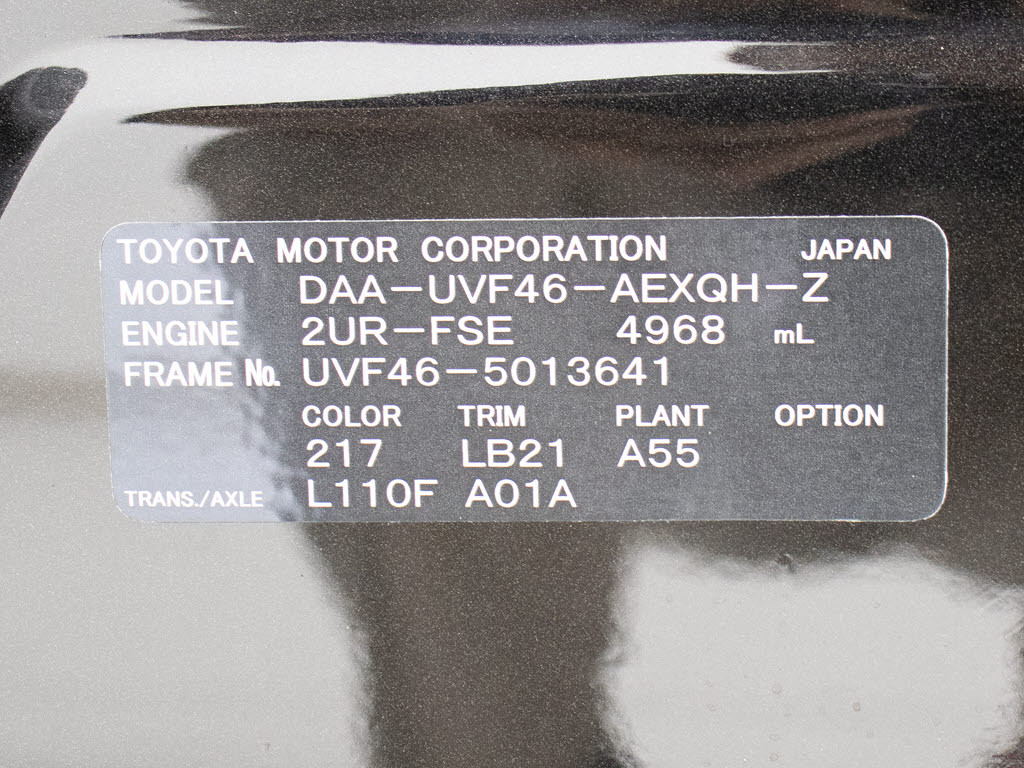 TOYOTA MOTOR CORPORATION JAPAN
MODEL DAA-UVF46-AEXQH-Z
ENGINE 2UR-FSE 4968 mL
FRAME No. UVF46-5013641
COLOR TRIM PLANT OPTION
217 LB21 A55
TRANS./AXLE L110F A01A